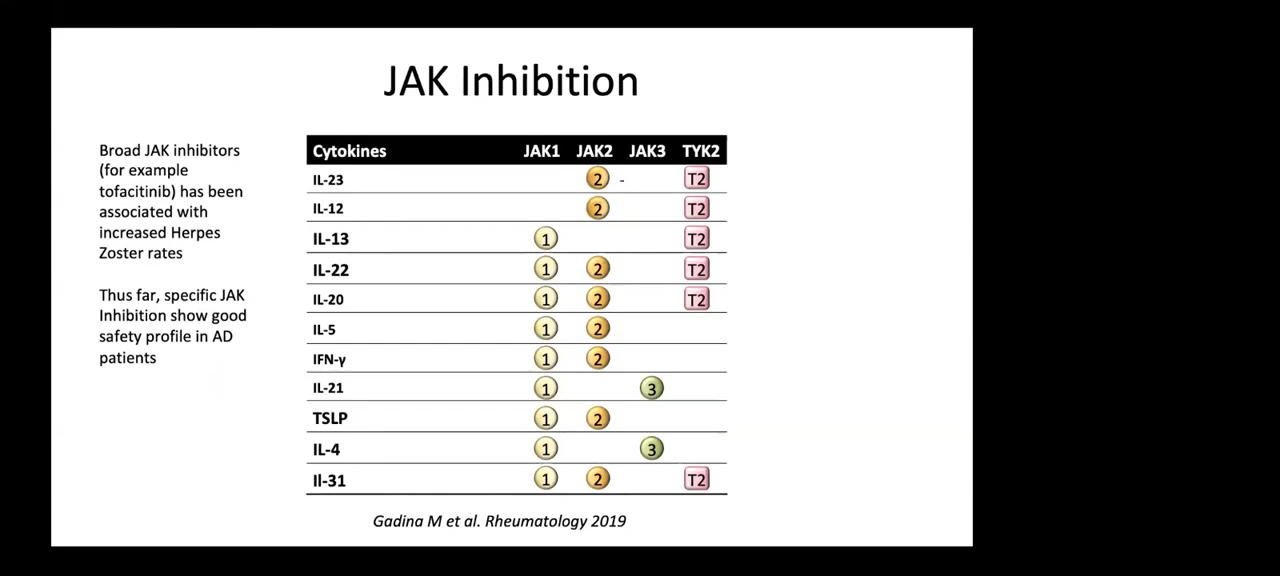 JAK Inhibition
Broad JAK inhibitors
(for example
tofacitinib) has been
associated with
increased Herpes
Zoster rates
Thus far, specific JAK
Inhibition show good
safety profile in AD
patients
Cytokines JAK1 JAK2 JAK3 TYK2
IL-23 2 - T2
IL-12 2 T2
IL-13 1 T2
IL-22 1 2 T2
IL-20 1 2 T2
IL-5 1 2
IFN-γ 1 2
IL-21 1 3
TSLP 1 2
IL-4 1 3
Il-31 1 2 T2
Gadina M et al. Rheumatology 2019